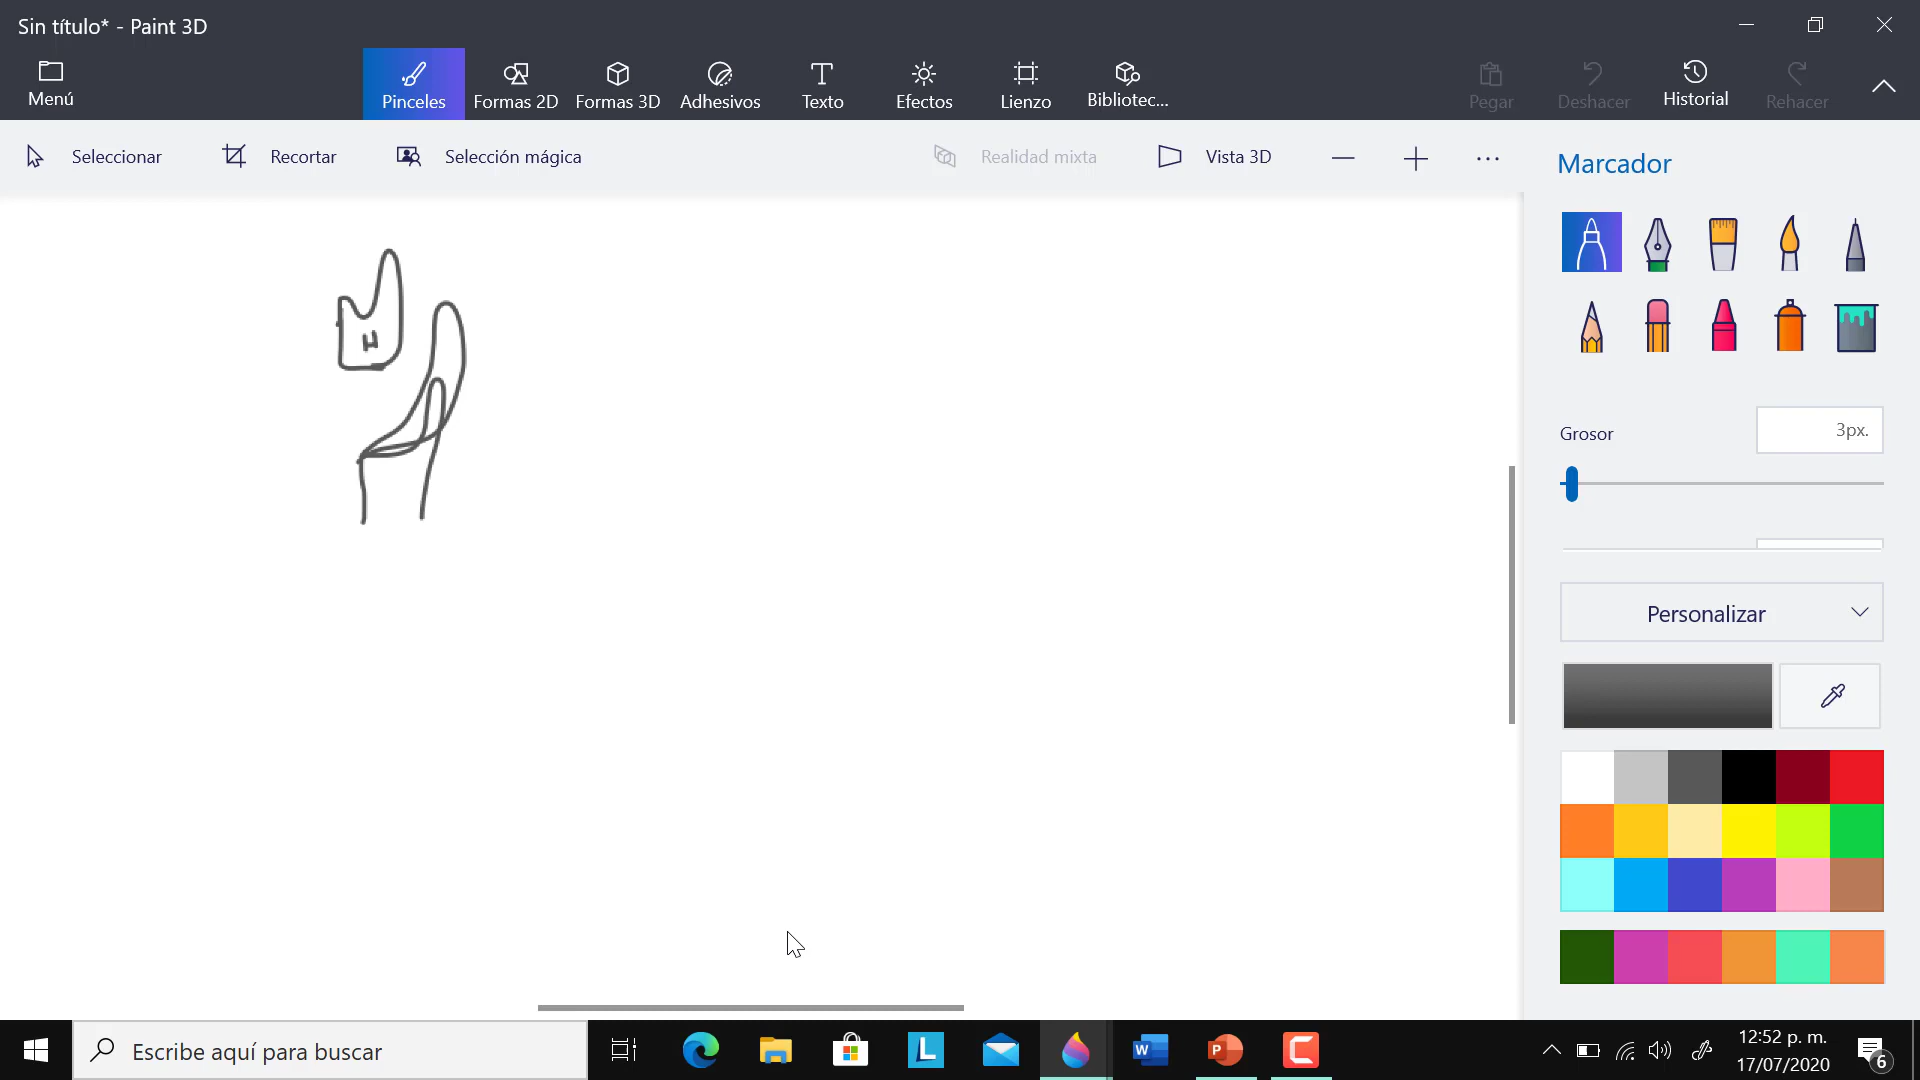 Sin título* - Paint 3D
Menú
Pinceles
Formas 2D
Formas 3D
Adhesivos
Texto
Efectos
Lienzo
Bibliotec...
Pegar
Deshacer
Historial
Rehacer
Seleccionar
Recortar
Selección mágica
Realidad mixta
Vista 3D
Marcador
Grosor
3px.
Personalizar
Escribe aquí para buscar
12:52 p. m.
17/07/2020
6